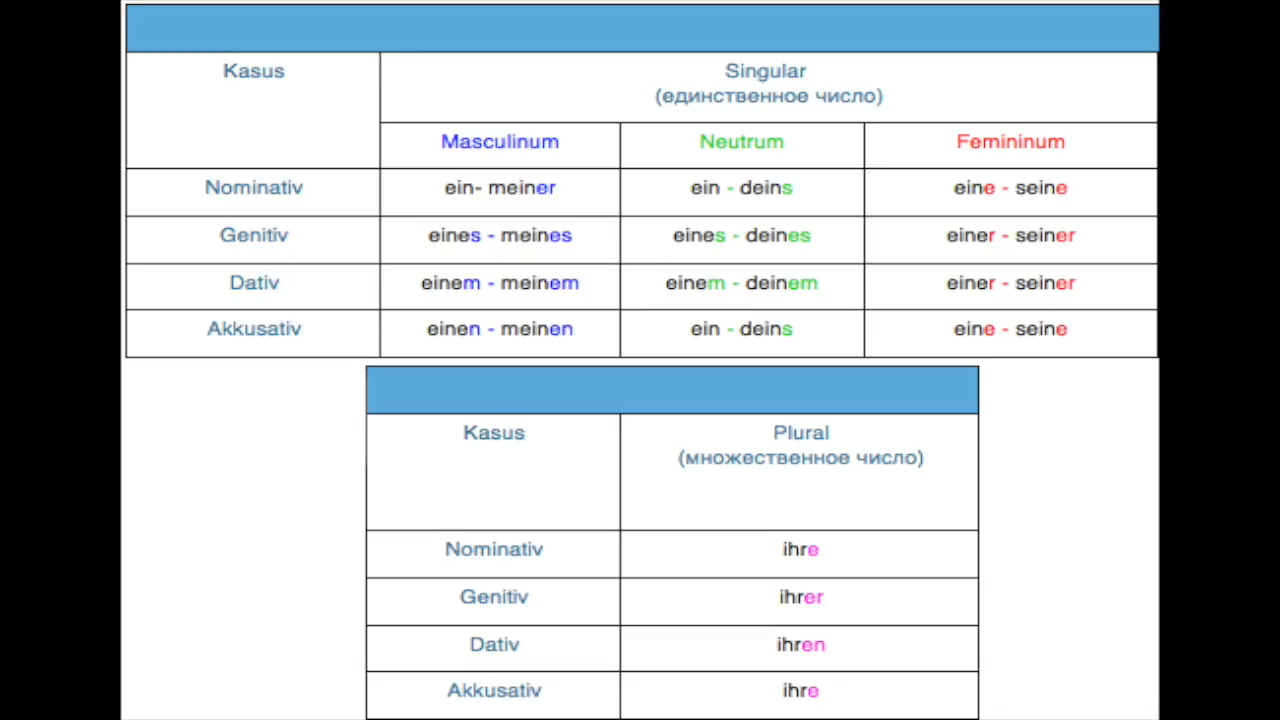 Kasus
Singular
(единственное число)
Masculinum Neutrum Femininum
Nominativ ein- meiner ein - deins eine - seine
Genitiv eines - meines eines - deines einer - seiner
Dativ einem - meinem einem - deinem einer - seiner
Akkusativ einen - meinen ein - deins eine - seine
Kasus Plural
(множественное число)
Nominativ ihre
Genitiv ihrer
Dativ ihren
Akkusativ ihre